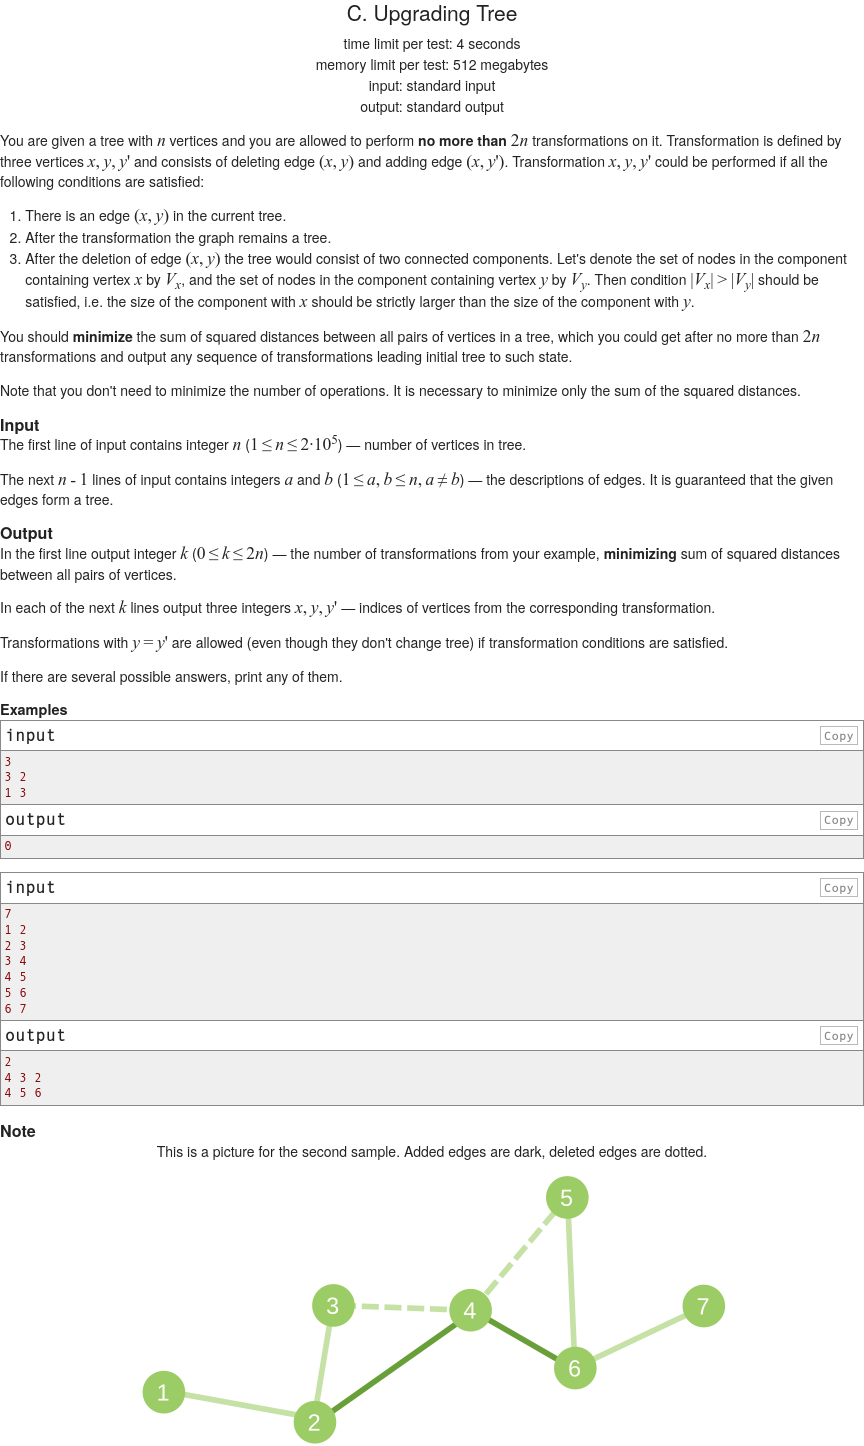 C. Upgrading Tree
time limit per test: 4 seconds
memory limit per test: 512 megabytes
input: standard input
output: standard output
You are given a tree with n vertices and you are allowed to perform no more than 2n transformations on it. Transformation is defined by
three vertices x, y, y' and consists of deleting edge (x, y) and adding edge (x, y'). Transformation x, y, y' could be performed if all the
following conditions are satisfied:
1. There is an edge (x, y) in the current tree.
2. After the transformation the graph remains a tree.
3. After the deletion of edge (x, y) the tree would consist of two connected components. Let's denote the set of nodes in the component
containing vertex x by Vx, and the set of nodes in the component containing vertex y by Vy. Then condition |Vx| > |Vy| should be
satisfied, i.e. the size of the component with x should be strictly larger than the size of the component with y.
You should minimize the sum of squared distances between all pairs of vertices in a tree, which you could get after no more than 2n
transformations and output any sequence of transformations leading initial tree to such state.
Note that you don't need to minimize the number of operations. It is necessary to minimize only the sum of the squared distances.
Input
The first line of input contains integer n (1 ≤ n ≤ 2·10⁵) — number of vertices in tree.
The next n - 1 lines of input contains integers a and b (1 ≤ a, b ≤ n, a ≠ b) — the descriptions of edges. It is guaranteed that the given
edges form a tree.
Output
In the first line output integer k (0 ≤ k ≤ 2n) — the number of transformations from your example, minimizing sum of squared distances
between all pairs of vertices.
In each of the next k lines output three integers x, y, y' — indices of vertices from the corresponding transformation.
Transformations with y = y' are allowed (even though they don't change tree) if transformation conditions are satisfied.
If there are several possible answers, print any of them.
Examples
input Copy
3
3 2
1 3
output Copy
0
input Copy
7
1 2
2 3
3 4
4 5
5 6
6 7
output Copy
2
4 3 2
4 5 6
Note
This is a picture for the second sample. Added edges are dark, deleted edges are dotted.
5
3
4
7
6
1
2